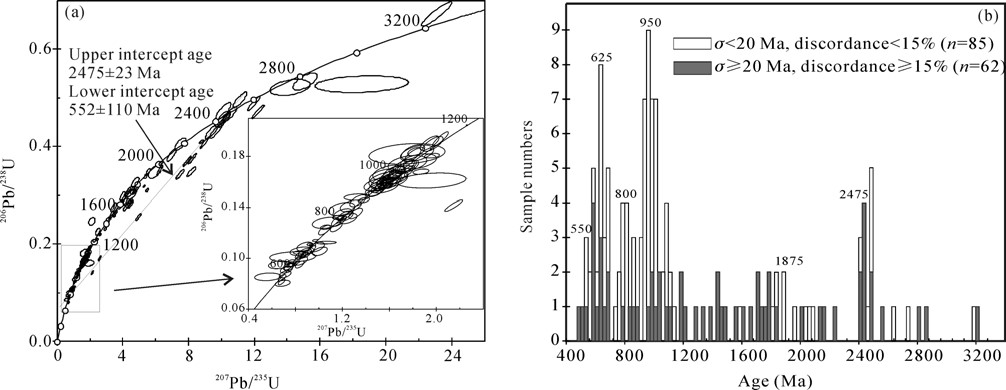 (a)
Upper intercept age
2475±23 Ma
Lower intercept age
552±110 Ma
3200
2800
2400
2000
1600
1200
0.6
0.4
0.2
0.0
²⁰⁶Pb/²³⁸U
0 4 8 12 16 20 24
²⁰⁷Pb/²³⁵U
1200
1000
800
600
0.18
0.14
0.10
0.06
²⁰⁶Pb/²³⁸U
0.4 1.2 2.0
²⁰⁷Pb/²³⁵U
(b)
σ<20 Ma, discordance<15% (n=85)
σ⩾20 Ma, discordance⩾15% (n=62)
950
625
800
550
1875
2475
9
8
7
6
5
4
3
2
1
0
Sample numbers
400 800 1200 1600 2000 2400 2800 3200
Age (Ma)